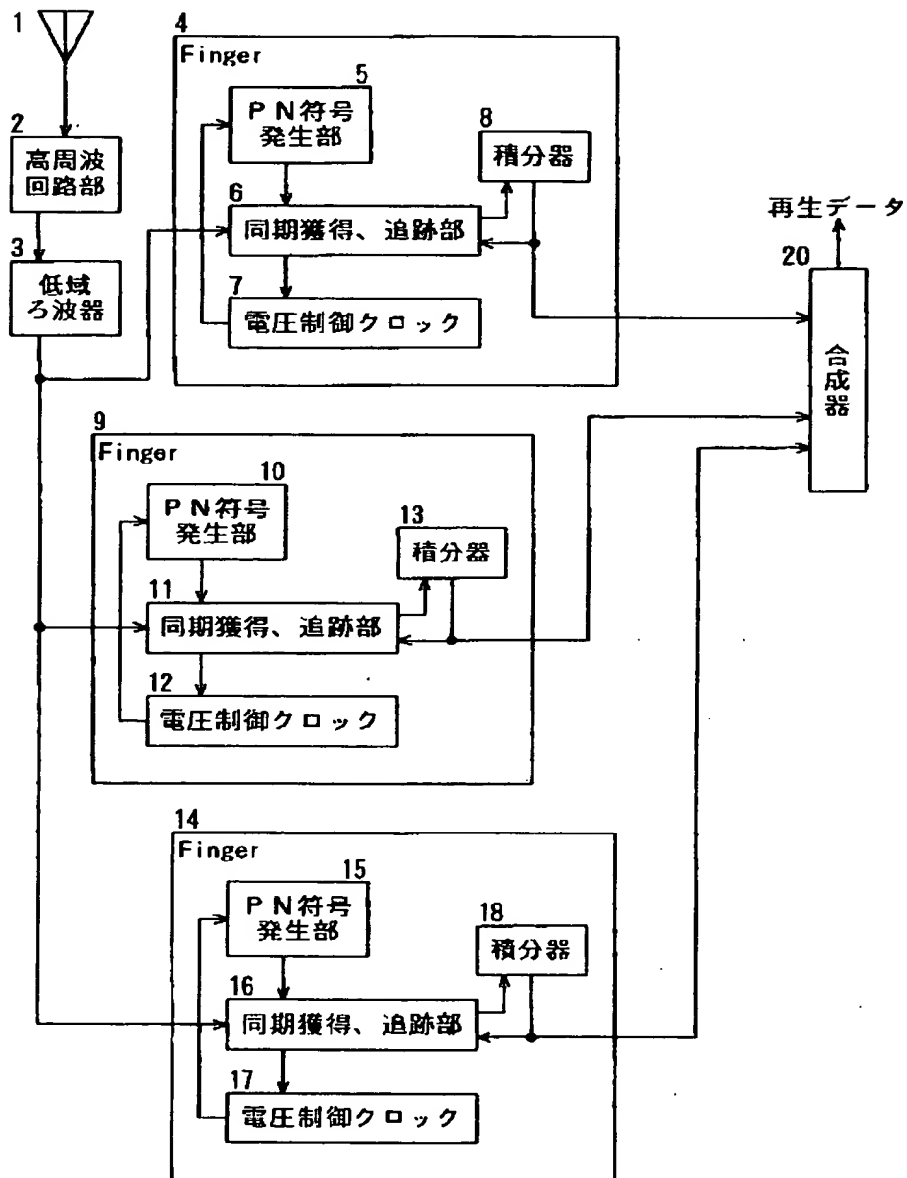 1
2
高周波
回路部
3
低域
ろ波器
4
Finger
5
PN符号
発生部
6
同期獲得、追跡部
7
電圧制御クロック
8
積分器
9
Finger
10
PN符号
発生部
11
同期獲得、追跡部
12
電圧制御クロック
13
積分器
14
Finger
15
PN符号
発生部
16
同期獲得、追跡部
17
電圧制御クロック
18
積分器
再生データ
20
合成器